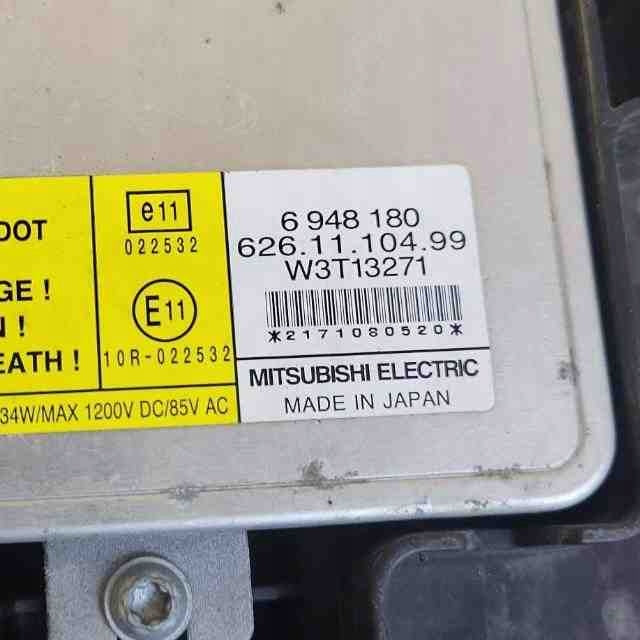 DOT
GE !
N !
EATH !
34W/MAX 1200V DC/85V AC
e11
022532
E11
10R-022532
6 948 180
626.11.104.99
W3T13271
*2171080520*
MITSUBISHI ELECTRIC
MADE IN JAPAN